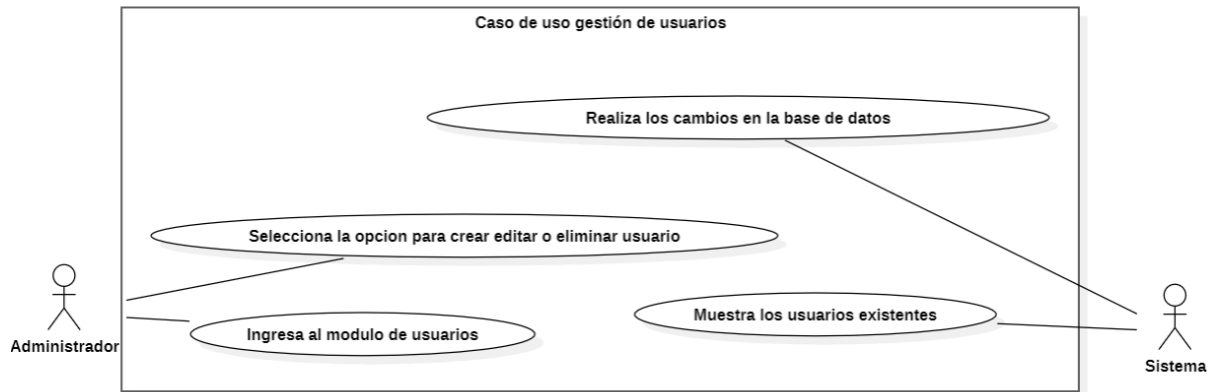 Caso de uso gestión de usuarios
Realiza los cambios en la base de datos
Selecciona la opcion para crear editar o eliminar usuario
Muestra los usuarios existentes
Ingresa al modulo de usuarios
Administrador
Sistema